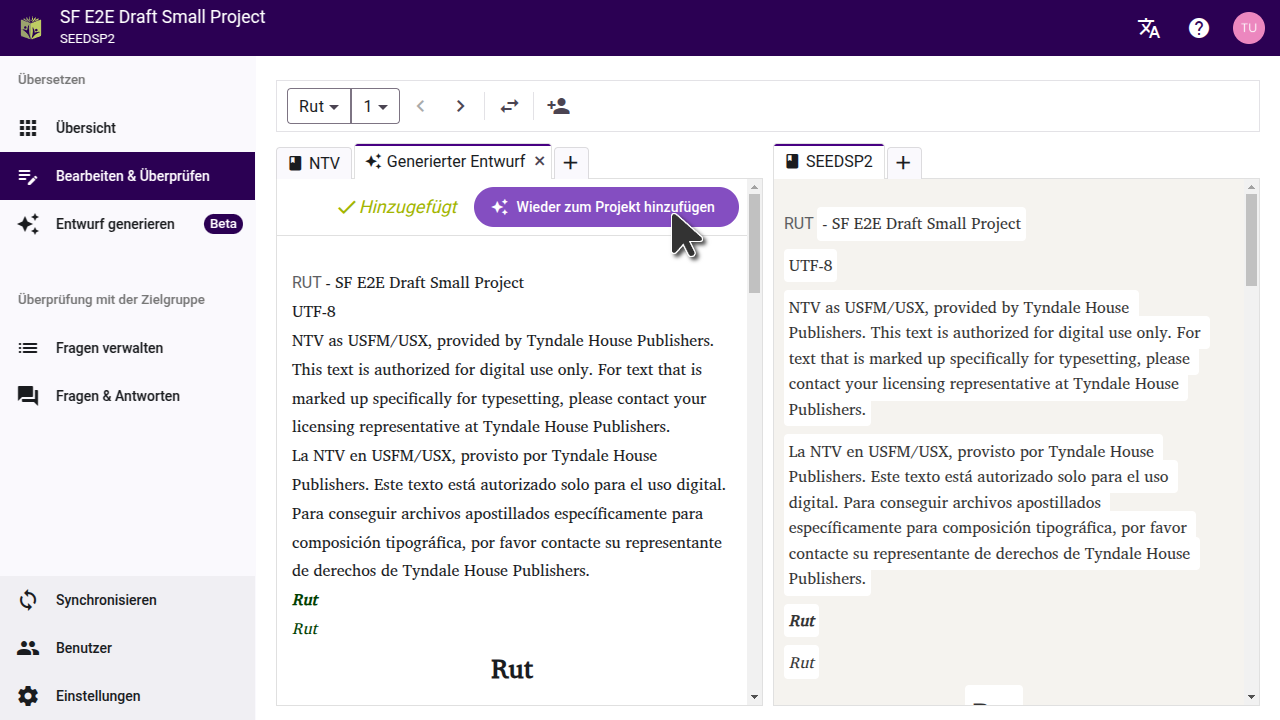 SF E2E Draft Small Project
SEEDSP2
TU
Übersetzen
Übersicht
Bearbeiten & Überprüfen
Entwurf generieren
Beta
Überprüfung mit der Zielgruppe
Fragen verwalten
Fragen & Antworten
Synchronisieren
Benutzer
Einstellungen
Rut
1
NTV
Generierter Entwurf
Hinzugefügt
Wieder zum Projekt hinzufügen
RUT - SF E2E Draft Small Project
UTF-8
NTV as USFM/USX, provided by Tyndale House Publishers.
This text is authorized for digital use only. For text that is
marked up specifically for typesetting, please contact your
licensing representative at Tyndale House Publishers.
La NTV en USFM/USX, provisto por Tyndale House
Publishers. Este texto está autorizado solo para el uso digital.
Para conseguir archivos apostillados específicamente para
composición tipográfica, por favor contacte su representante
de derechos de Tyndale House Publishers.
Rut
Rut
Rut
SEEDSP2
RUT - SF E2E Draft Small Project
UTF-8
NTV as USFM/USX, provided by Tyndale House
Publishers. This text is authorized for digital use only. For
text that is marked up specifically for typesetting, please
contact your licensing representative at Tyndale House
Publishers.
La NTV en USFM/USX, provisto por Tyndale House
Publishers. Este texto está autorizado solo para el uso
digital. Para conseguir archivos apostillados
específicamente para composición tipográfica, por favor
contacte su representante de derechos de Tyndale House
Publishers.
Rut
Rut